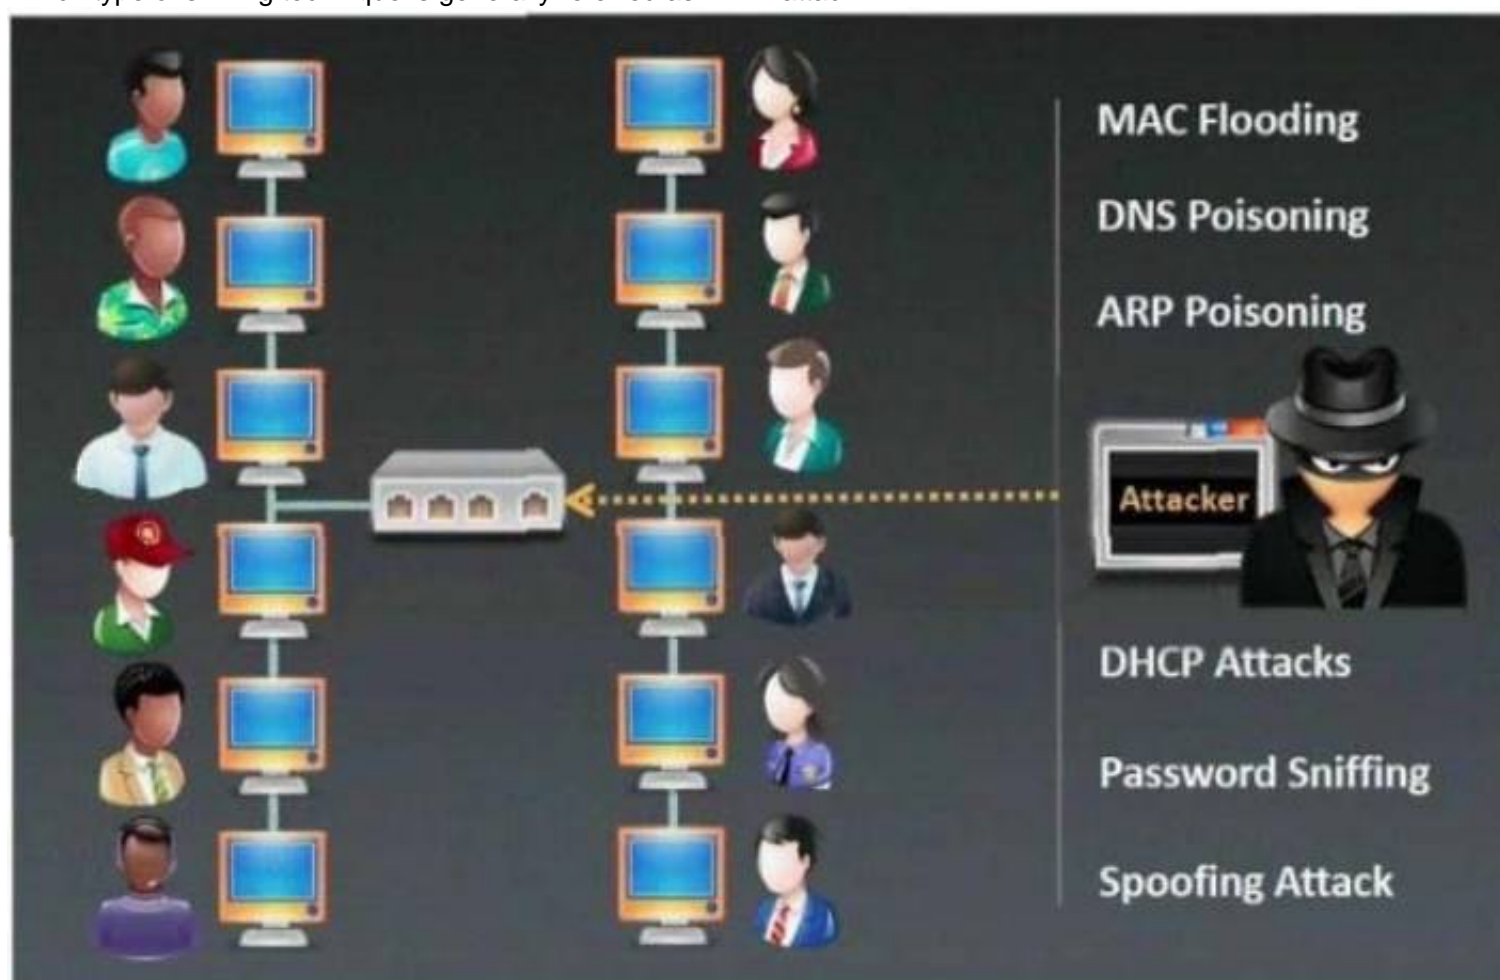 MAC Flooding
DNS Poisoning
ARP Poisoning
Attacker
DHCP Attacks
Password Sniffing
Spoofing Attack